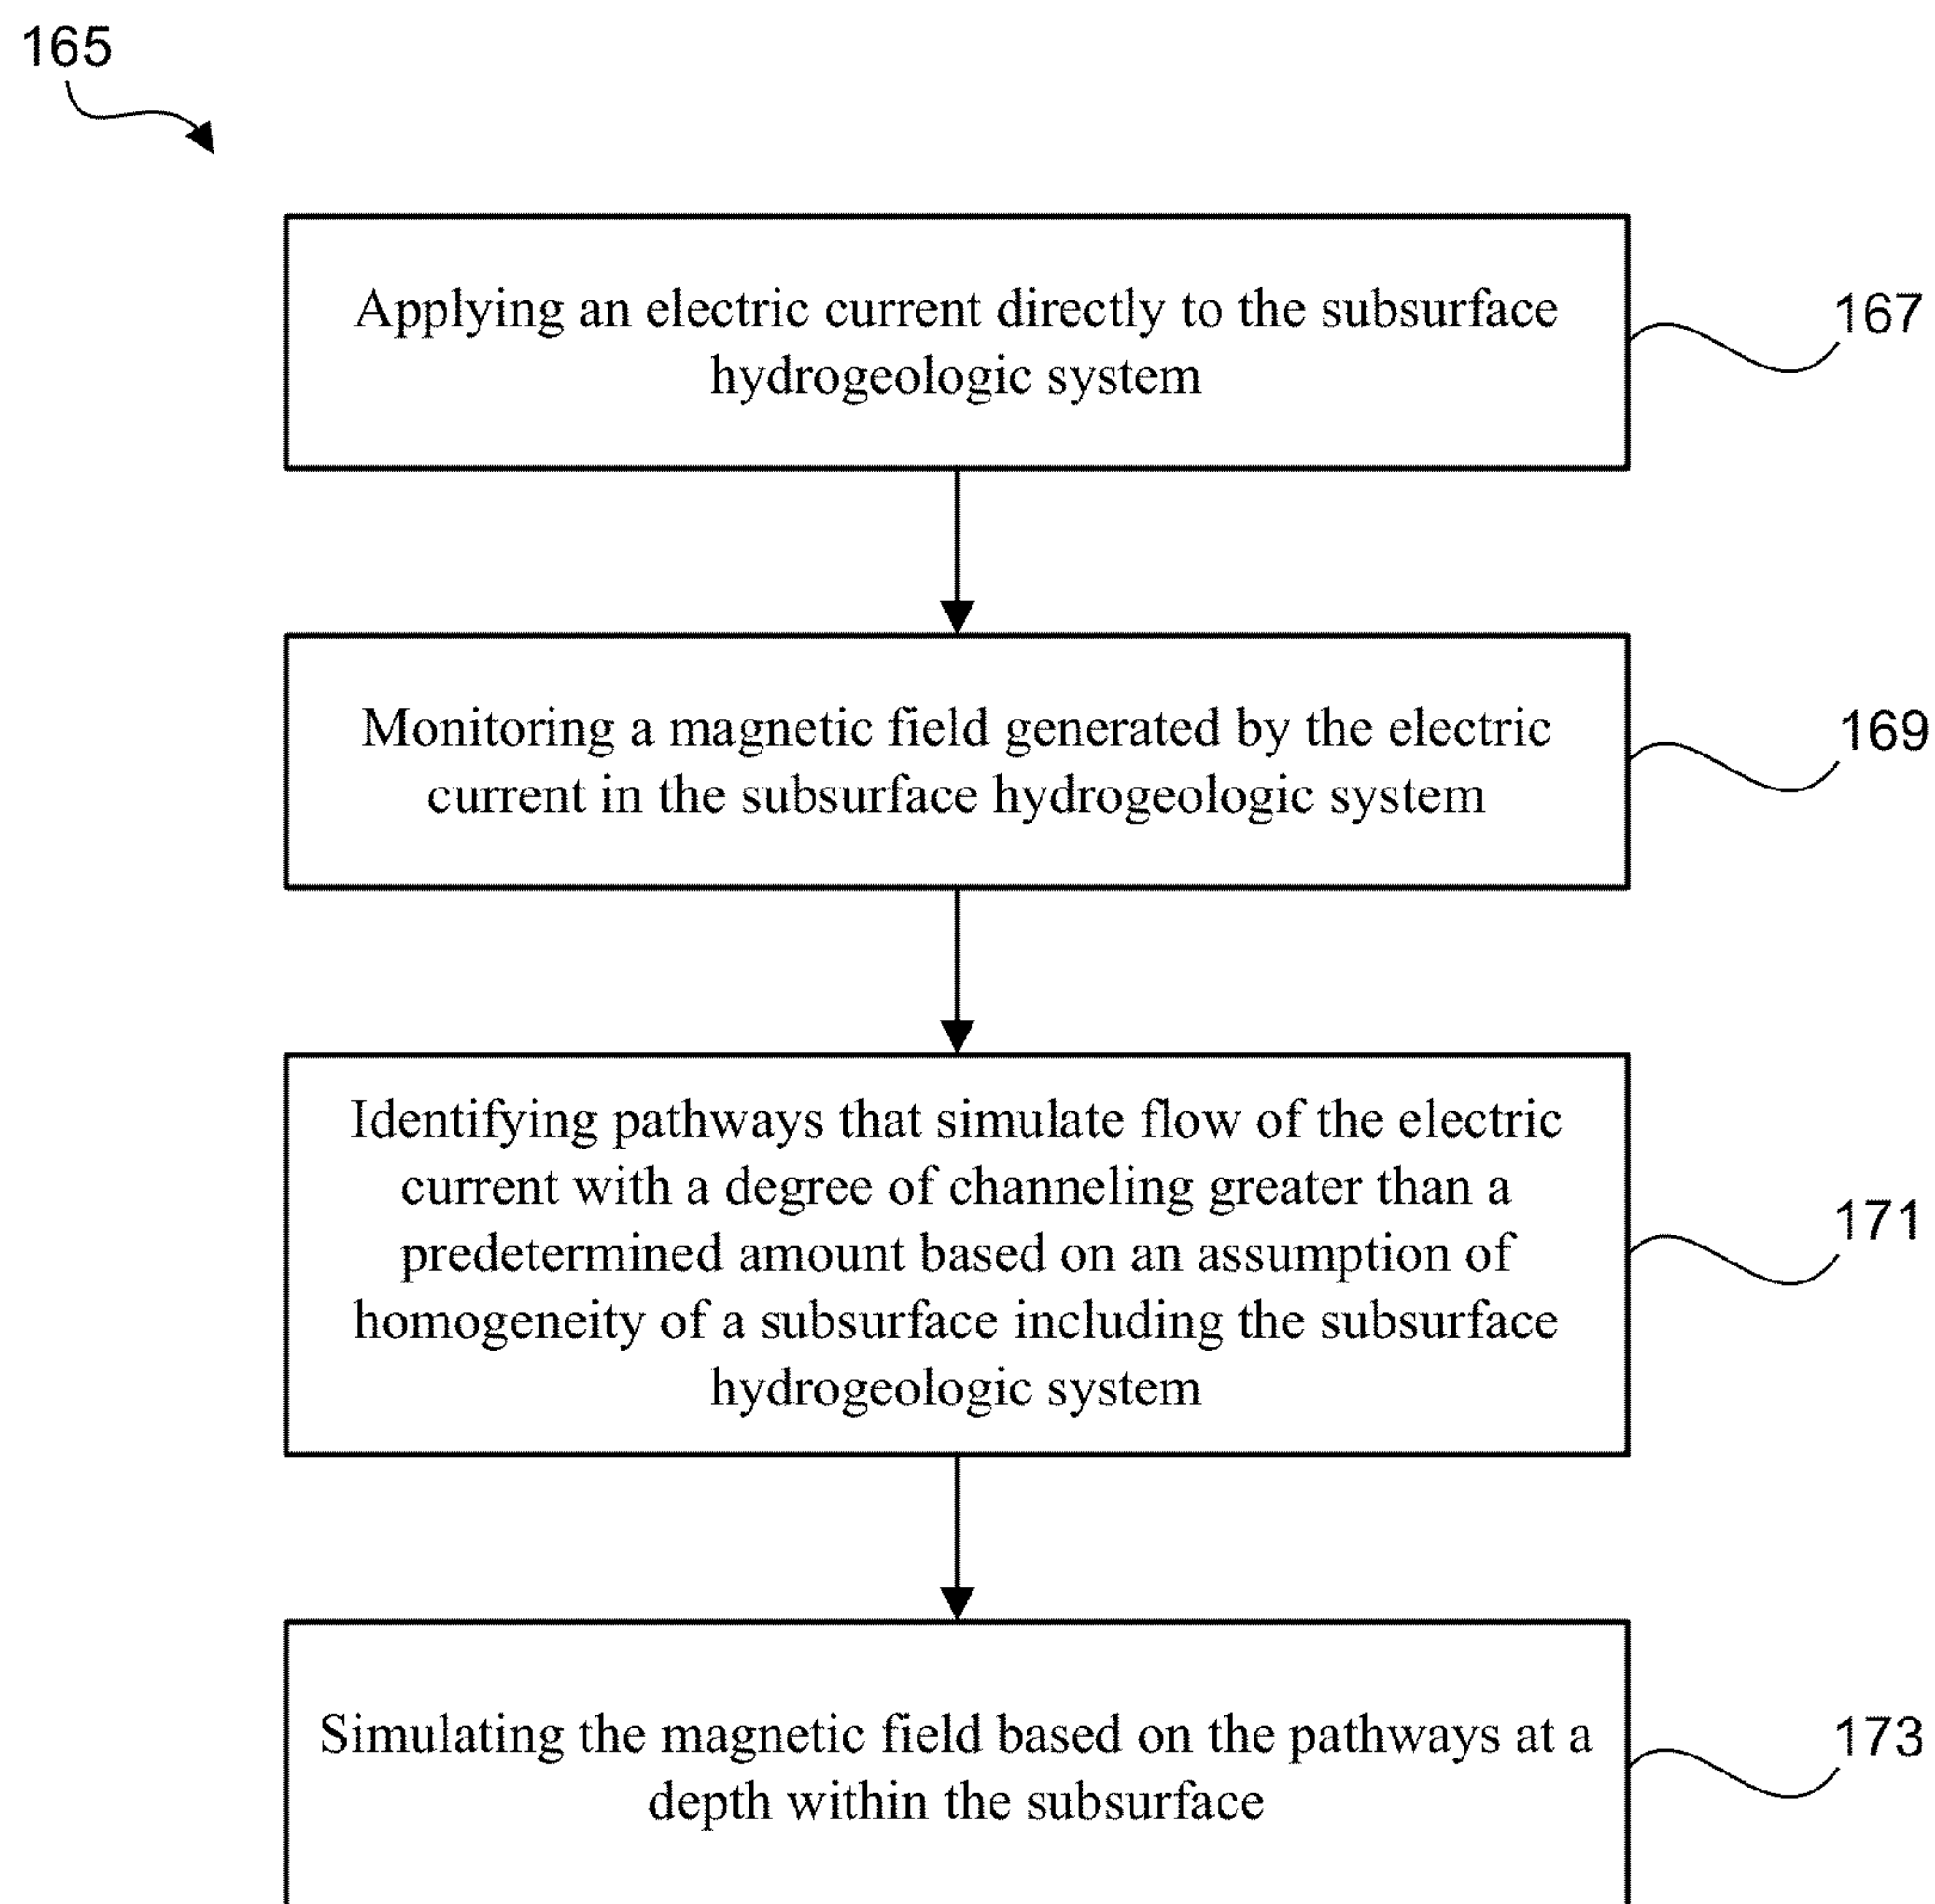 165
Applying an electric current directly to the subsurface
hydrogeologic system
167
Monitoring a magnetic field generated by the electric
current in the subsurface hydrogeologic system
169
Identifying pathways that simulate flow of the electric
current with a degree of channeling greater than a
predetermined amount based on an assumption of
homogeneity of a subsurface including the subsurface
hydrogeologic system
171
Simulating the magnetic field based on the pathways at a
depth within the subsurface
173